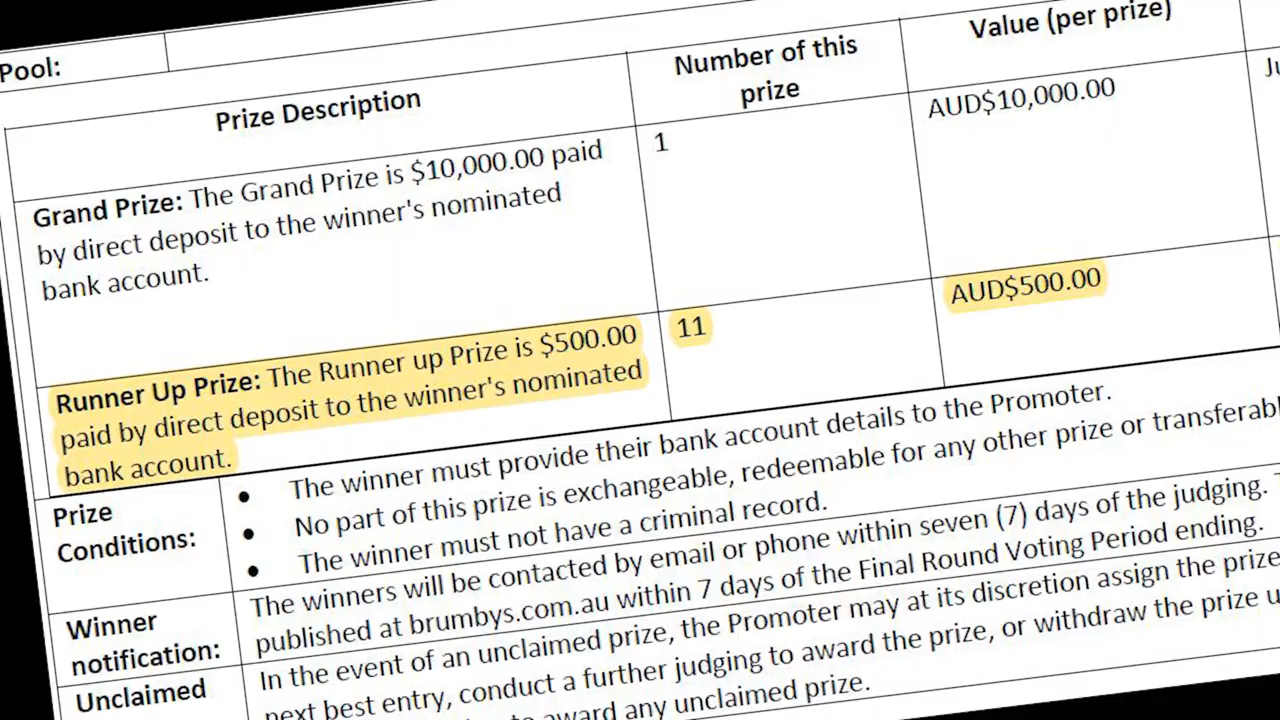 Pool:
Prize Description
Number of this
prize
Value (per prize)
Grand Prize: The Grand Prize is $10,000.00 paid
by direct deposit to the winner's nominated
bank account.
1
AUD$10,000.00
Runner Up Prize: The Runner up Prize is $500.00
paid by direct deposit to the winner's nominated
bank account.
11
AUD$500.00
Prize
Conditions:
• The winner must provide their bank account details to the Promoter.
• No part of this prize is exchangeable, redeemable for any other prize or transferabl
• The winner must not have a criminal record.
Winner
notification:
The winners will be contacted by email or phone within seven (7) days of the judging. T
published at brumbys.com.au within 7 days of the Final Round Voting Period ending.
Unclaimed
In the event of an unclaimed prize, the Promoter may at its discretion assign the prize
next best entry, conduct a further judging to award the prize, or withdraw the prize u
to award any unclaimed prize.